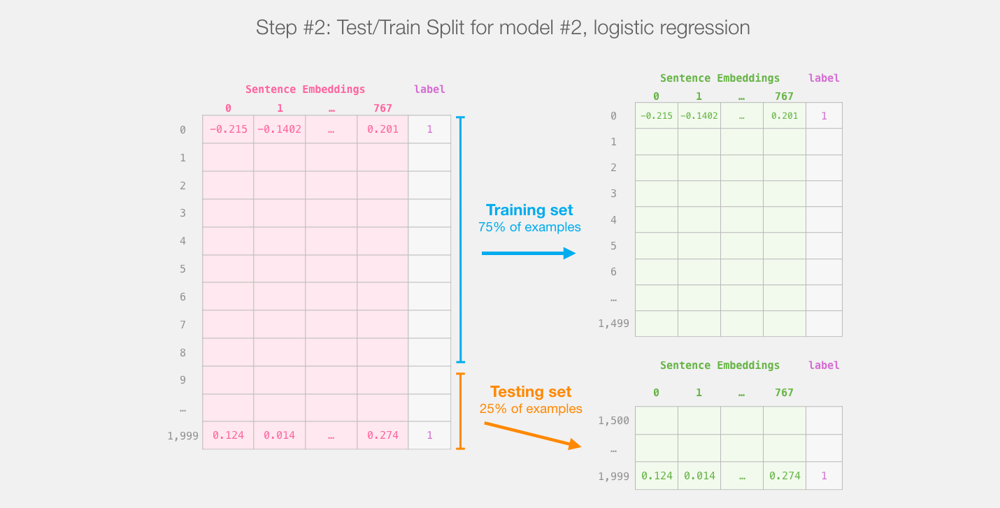 Step #2: Test/Train Split for model #2, logistic regression
Sentence Embeddings label
0 1 … 767
0 −0.215 −0.1402 … 0.201 1
1
2
3
4
5
6
7
8
9
…
1,999 0.124 0.014 … 0.274 1
Training set
75% of examples
Testing set
25% of examples
Sentence Embeddings label
0 1 … 767
0 −0.215 −0.1402 … 0.201 1
1
2
3
4
5
6
…
1,499
Sentence Embeddings label
0 1 … 767
1,500
…
1,999 0.124 0.014 … 0.274 1